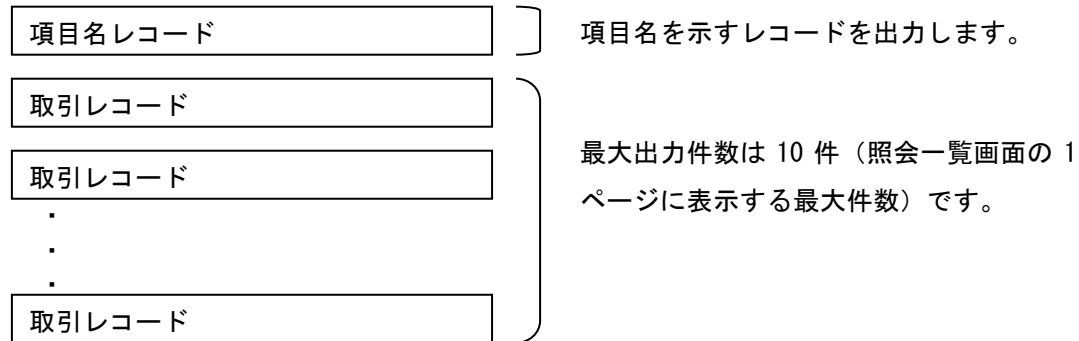 項目名レコード
項目名を示すレコードを出力します。
取引レコード
取引レコード
・
・
・
取引レコード
最大出力件数は 10 件（照会一覧画面の 1
ページに表示する最大件数）です。